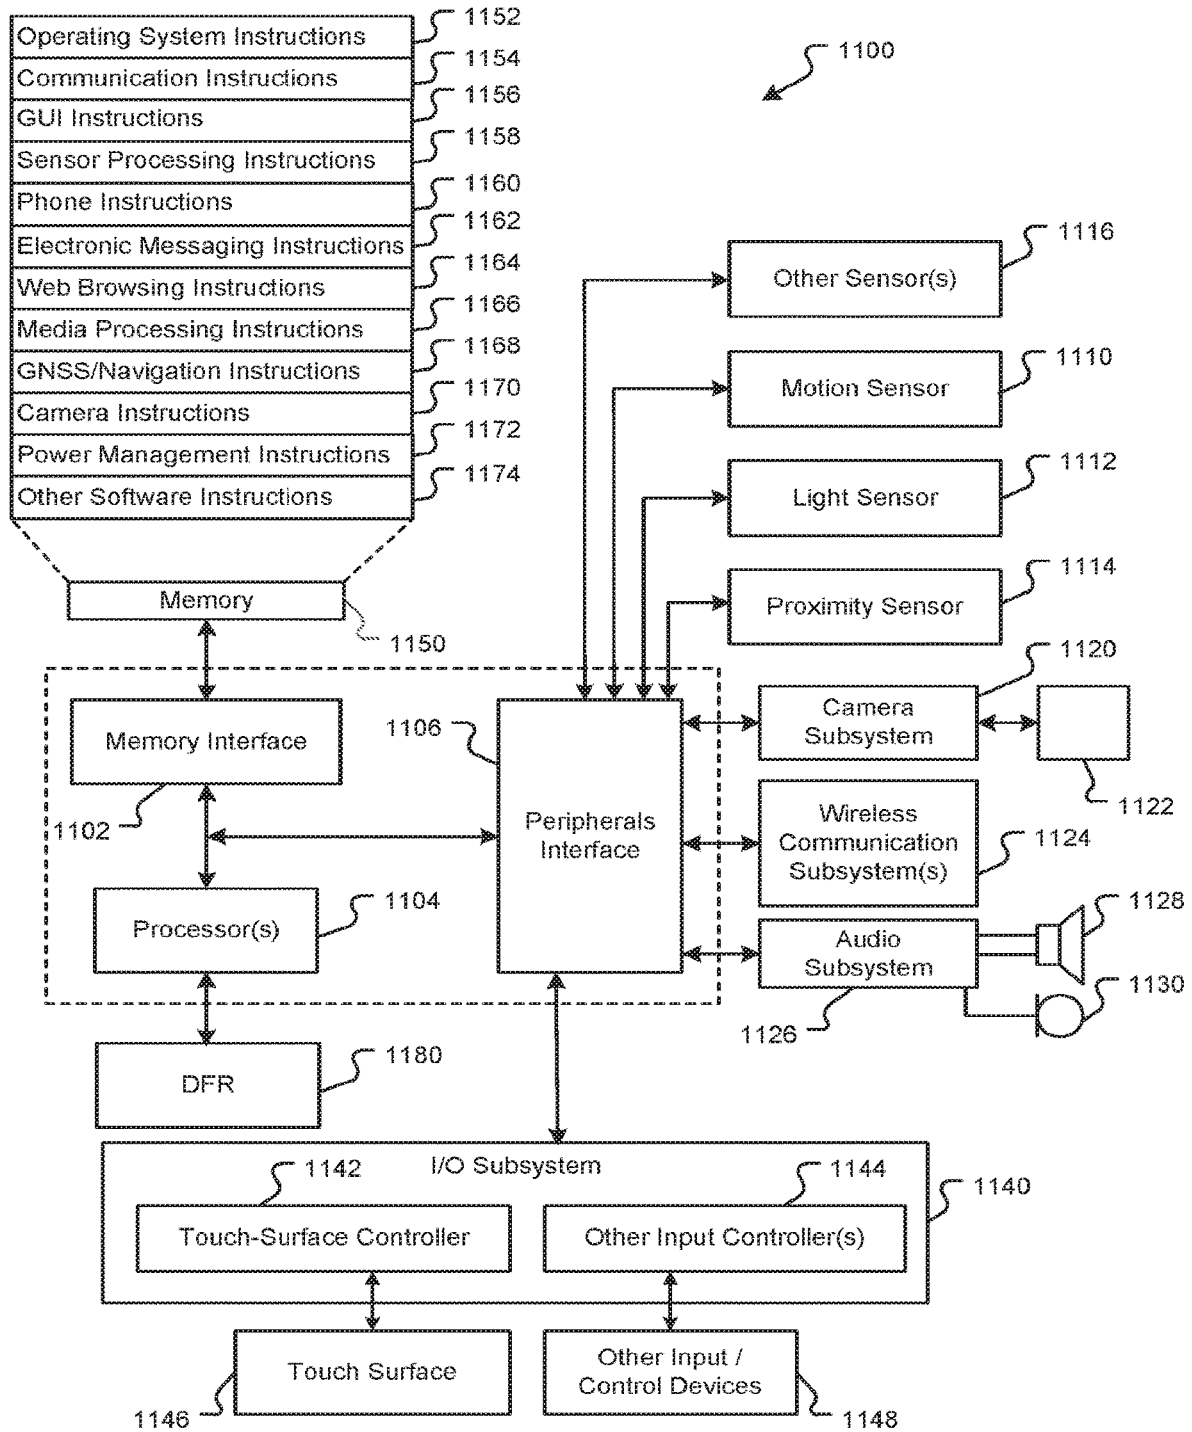 1152
Operating System Instructions
1154
Communication Instructions
1156
GUI Instructions
1158
Sensor Processing Instructions
1160
Phone Instructions
1162
Electronic Messaging Instructions
1164
Web Browsing Instructions
1166
Media Processing Instructions
1168
GNSS/Navigation Instructions
1170
Camera Instructions
1172
Power Management Instructions
1174
Other Software Instructions
1100
Memory
1150
1116
Other Sensor(s)
1110
Motion Sensor
1112
Light Sensor
1114
Proximity Sensor
Memory Interface
1102
1106
Peripherals
Interface
1104
Processor(s)
1120
Camera
Subsystem
1122
Wireless
Communication
Subsystem(s)
1124
Audio
Subsystem
1126
1128
1130
1180
DFR
I/O Subsystem
1140
1142
Touch-Surface Controller
1144
Other Input Controller(s)
Touch Surface
1146
Other Input /
Control Devices
1148